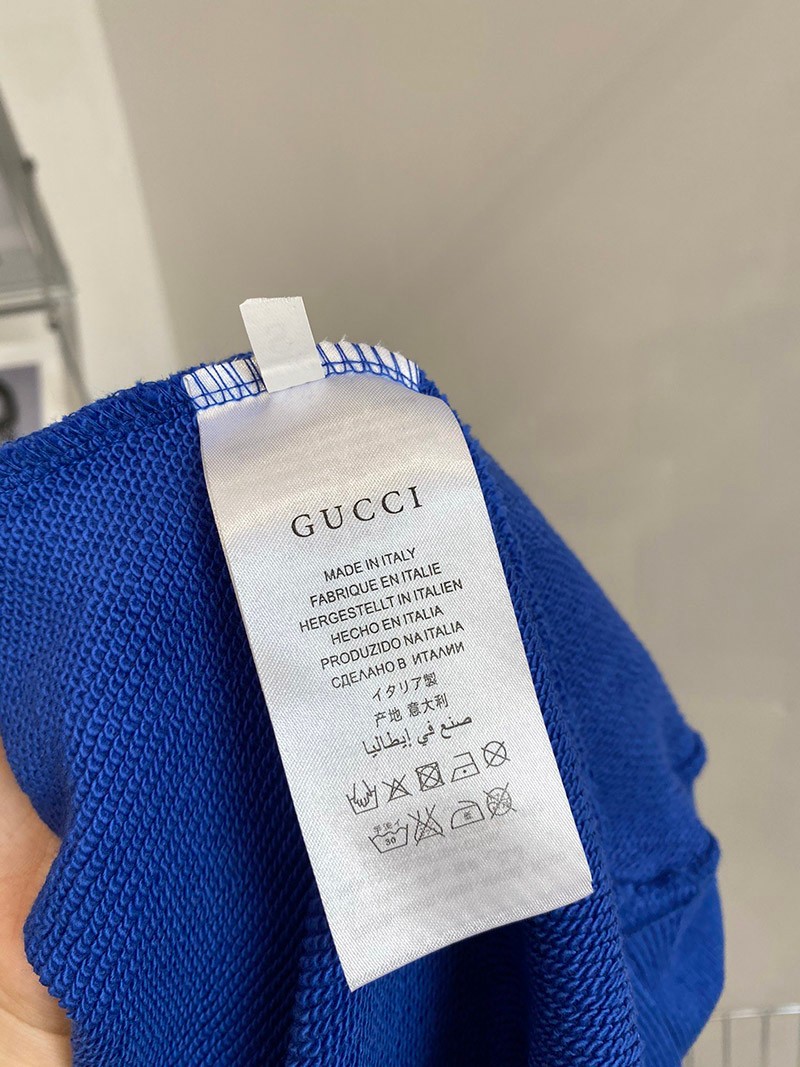 GUCCI
MADE IN ITALY
FABRIQUE EN ITALIE
HERGESTELLT IN ITALIEN
HECHO EN ITALIA
PRODUZIDO NA ITALIA
СДЕЛАНО В ИТАЛИИ
イタリア製
产地 意大利
صنع في إيطاليا
30